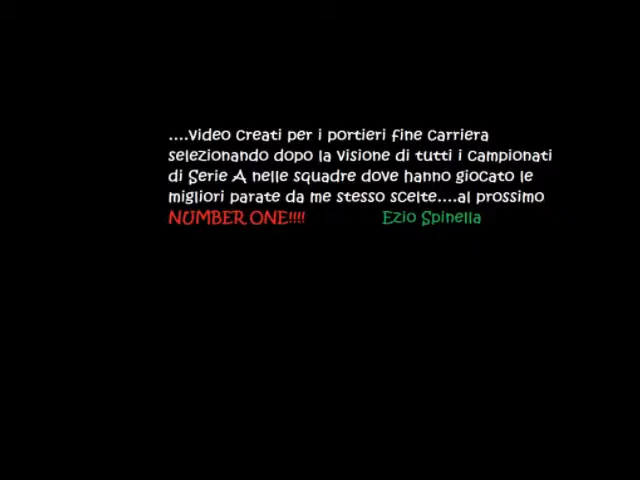 ....Video creati per i portieri fine carriera
selezionando dopo la visione di tutti i campionati
di Serie A nelle squadre dove hanno giocato le
migliori parate da me stesso scelte....al prossimo
NUMBER ONE!!!! Ezio Spinella